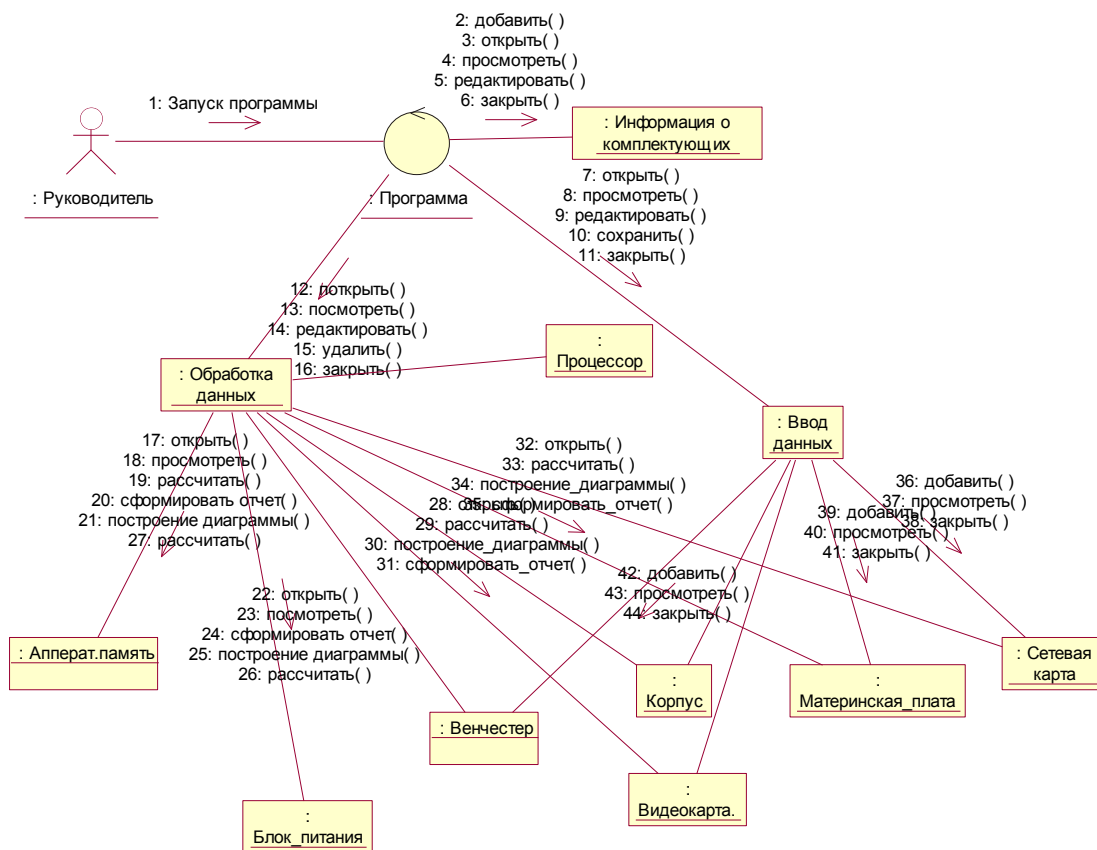 2: добавить( )
3: открыть( )
4: просмотреть( )
5: редактировать( )
6: закрыть( )
1: Запуск программы
: Информация о
комплектующих
: Руководитель
: Программа
7: открыть( )
8: просмотреть( )
9: редактировать( )
10: сохранить( )
11: закрыть( )
12: поткрыть( )
13: посмотреть( )
14: редактировать( )
15: удалить( )
16: закрыть( )
:
Процессор
: Обработка
данных
: Ввод
данных
17: открыть( )
18: просмотреть( )
19: рассчитать( )
20: сформировать отчет( )
21: построение диаграммы( )
27: рассчитать( )
32: открыть( )
33: рассчитать( )
34: построение_диаграммы( )
35: сформировать_отчет( )
28: открыть( )
29: рассчитать( )
30: построение_диаграммы( )
31: сформировать_отчет( )
36: добавить( )
37: просмотреть( )
38: закрыть( )
39: добавить( )
40: просмотреть( )
41: закрыть( )
42: добавить( )
43: просмотреть( )
44: закрыть( )
22: открыть( )
23: посмотреть( )
24: сформировать отчет( )
25: построение диаграммы( )
26: рассчитать( )
: Апперат.память
: Венчестер
:
Корпус
:
Материнская_плата
: Сетевая
карта
:
Видеокарта.
:
Блок_питания